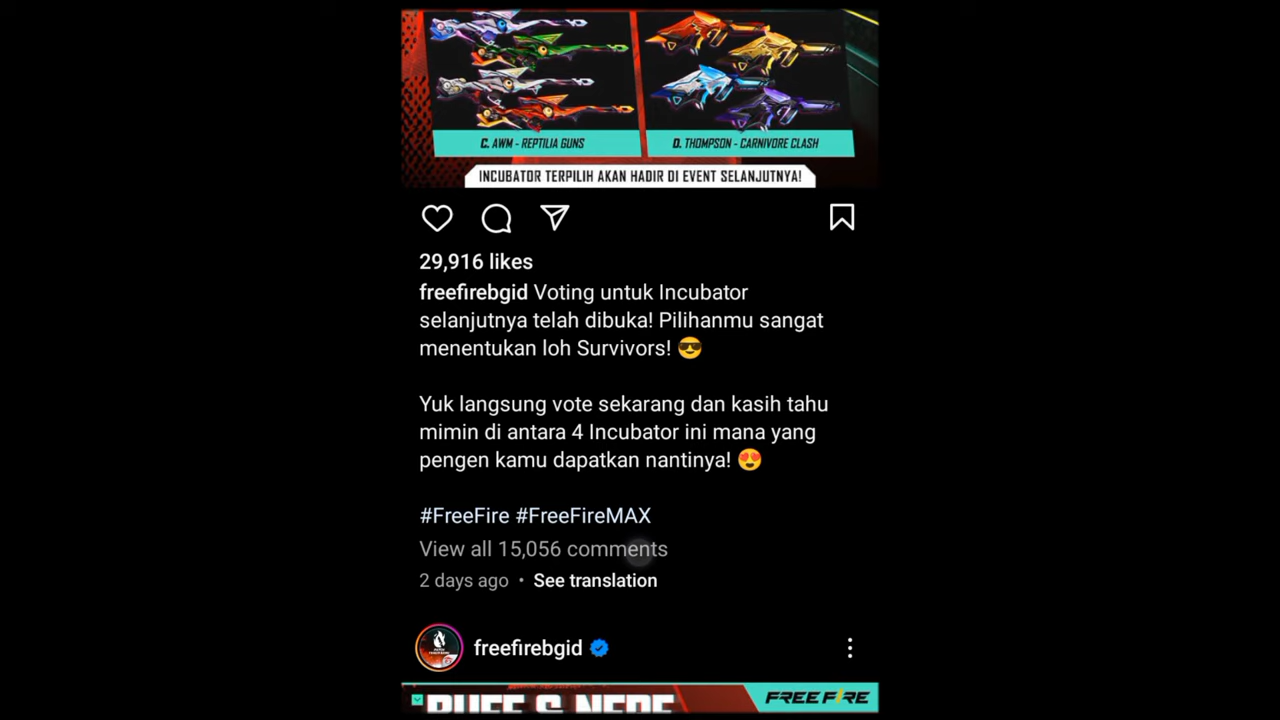 C. AWM - REPTILIA GUNS
D. THOMPSON - CARNIVORE CLASH
INCUBATOR TERPILIH AKAN HADIR DI EVENT SELANJUTNYA!
29,916 likes
freefirebgid Voting untuk Incubator
selanjutnya telah dibuka! Pilihanmu sangat
menentukan loh Survivors! 😎
Yuk langsung vote sekarang dan kasih tahu
mimin di antara 4 Incubator ini mana yang
pengen kamu dapatkan nantinya! 😍
#FreeFire #FreeFireMAX
View all 15,056 comments
2 days ago • See translation
freefirebgid
BUFF & NERF
FREE FIRE